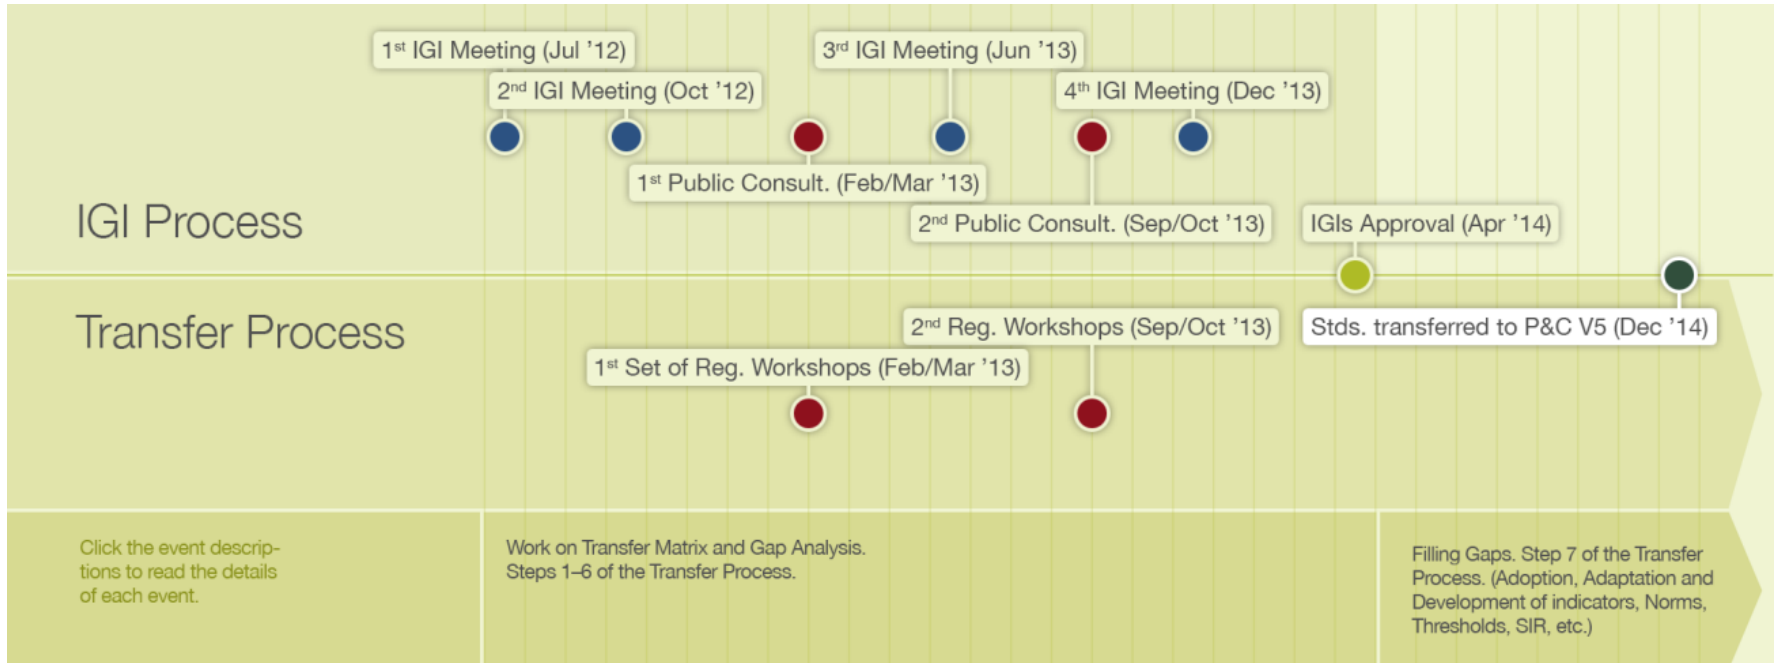 1st IGI Meeting (Jul ’12)
3rd IGI Meeting (Jun ’13)
2nd IGI Meeting (Oct ’12)
4th IGI Meeting (Dec ’13)
1st Public Consult. (Feb/Mar ’13)
IGI Process
2nd Public Consult. (Sep/Oct ’13)
IGIs Approval (Apr ’14)
Transfer Process
2nd Reg. Workshops (Sep/Oct ’13)
Stds. transferred to P&C V5 (Dec ’14)
1st Set of Reg. Workshops (Feb/Mar ’13)
Click the event descrip-
tions to read the details
of each event.
Work on Transfer Matrix and Gap Analysis.
Steps 1–6 of the Transfer Process.
Filling Gaps. Step 7 of the Transfer
Process. (Adoption, Adaptation and
Development of indicators, Norms,
Thresholds, SIR, etc.)